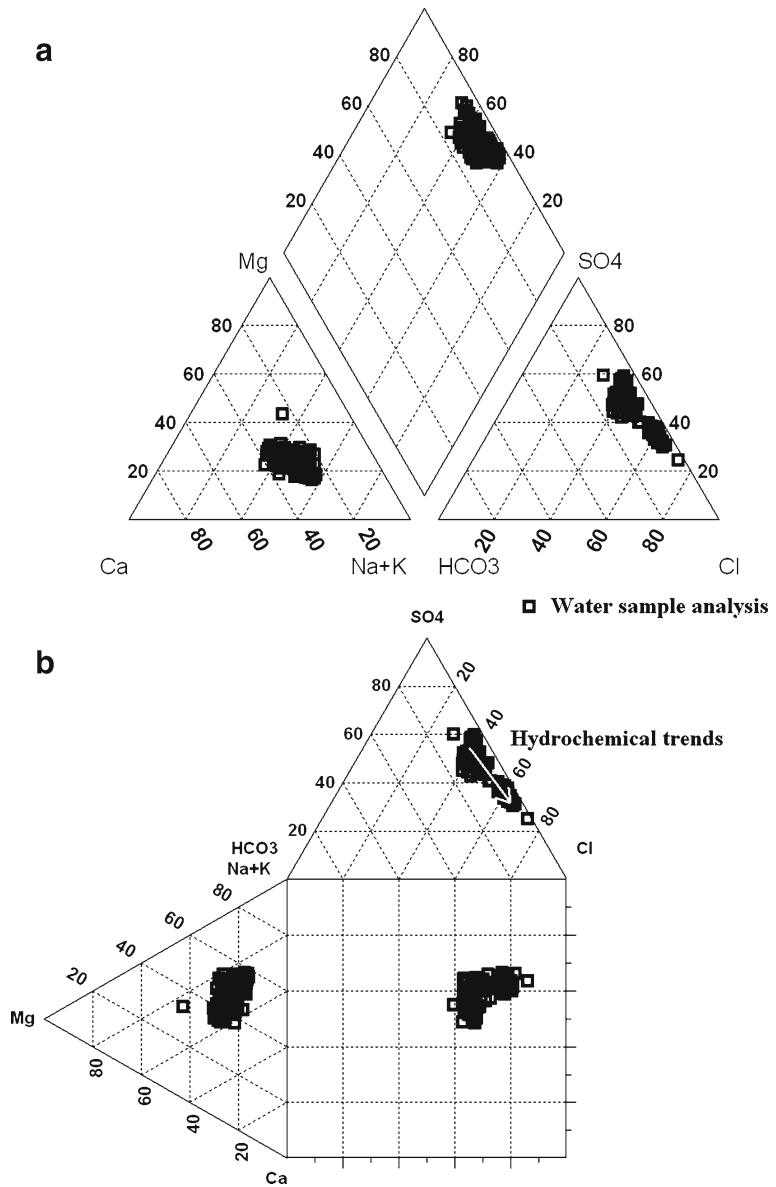 a
80 80
60 60
40 40
20 20
Mg SO4
80 80
60 60
40 40
20 20
80 60 40 20 20 40 60 80
Ca Na+K HCO3 Cl
Water sample analysis
b
SO4
80 20
60 40
Hydrochemical trends
40 60
20 80
HCO3 Cl
Na+K
80
60
40
20
Mg
80
60
40
20
Ca